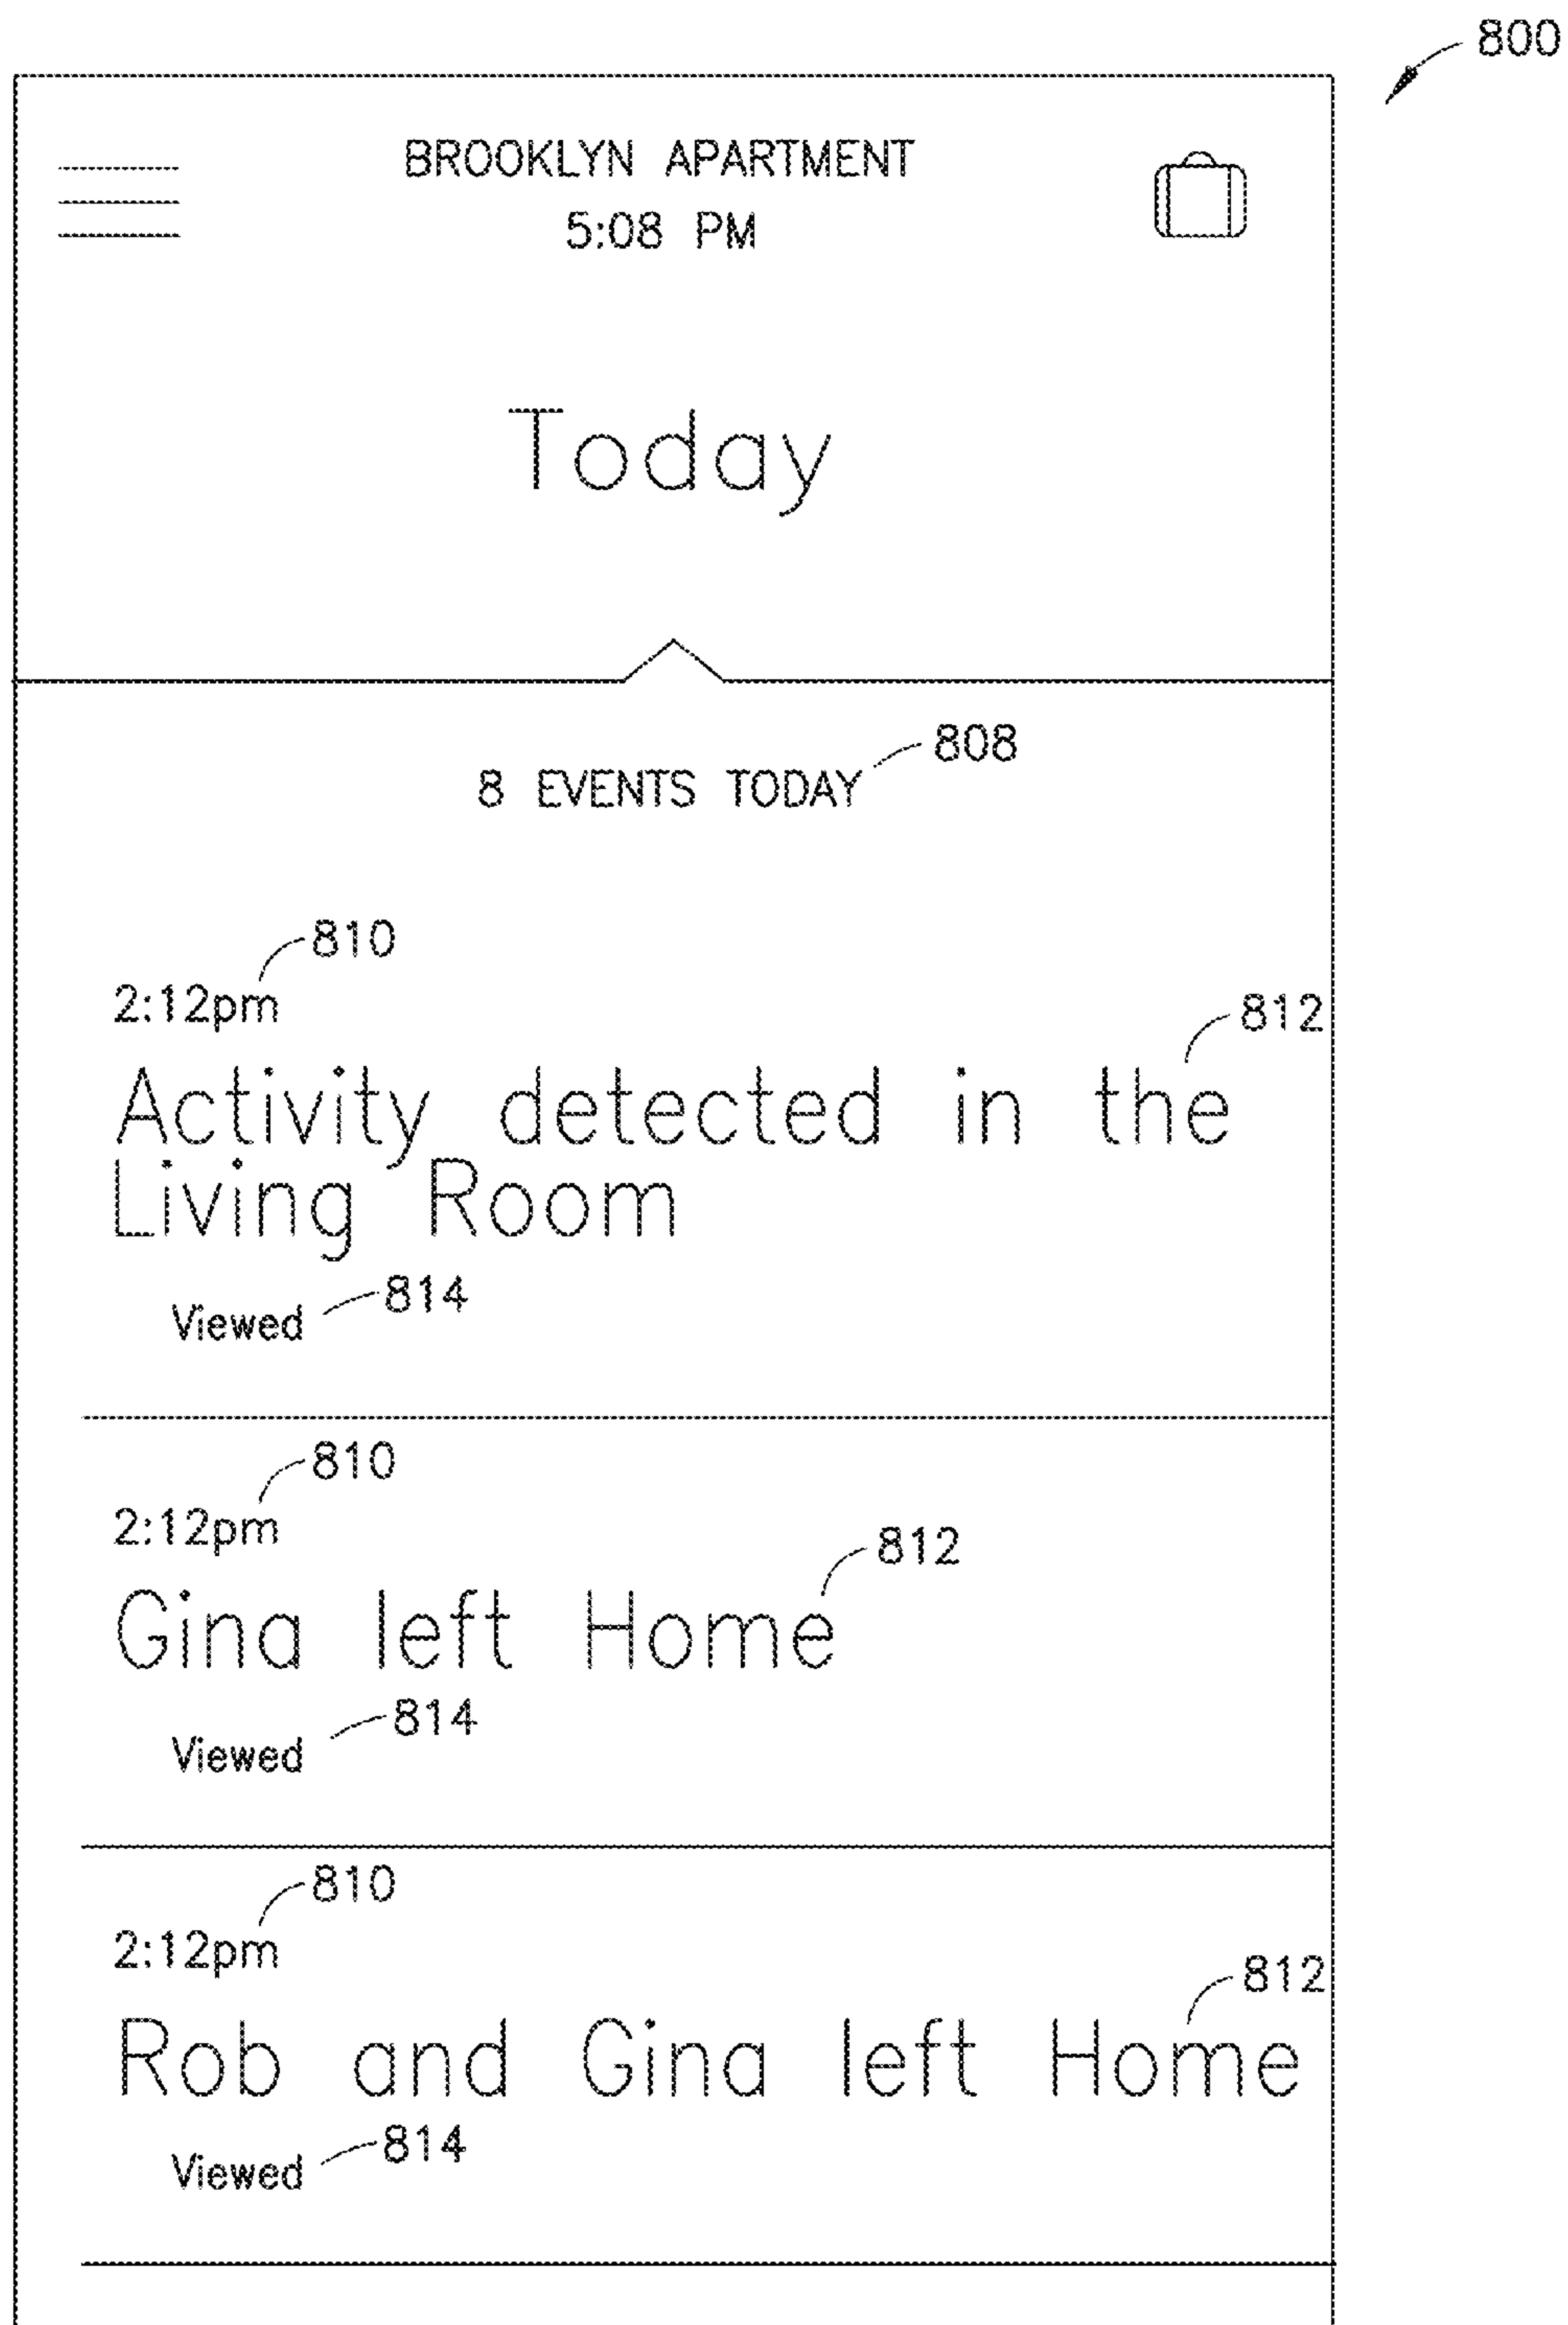 800
BROOKLYN APARTMENT
5:08 PM
Today
808
8 EVENTS TODAY
810
2:12pm
812
Activity detected in the
Living Room
814
Viewed
810
2:12pm
812
Gina left Home
814
Viewed
810
2:12pm
812
Rob and Gina left Home
814
Viewed